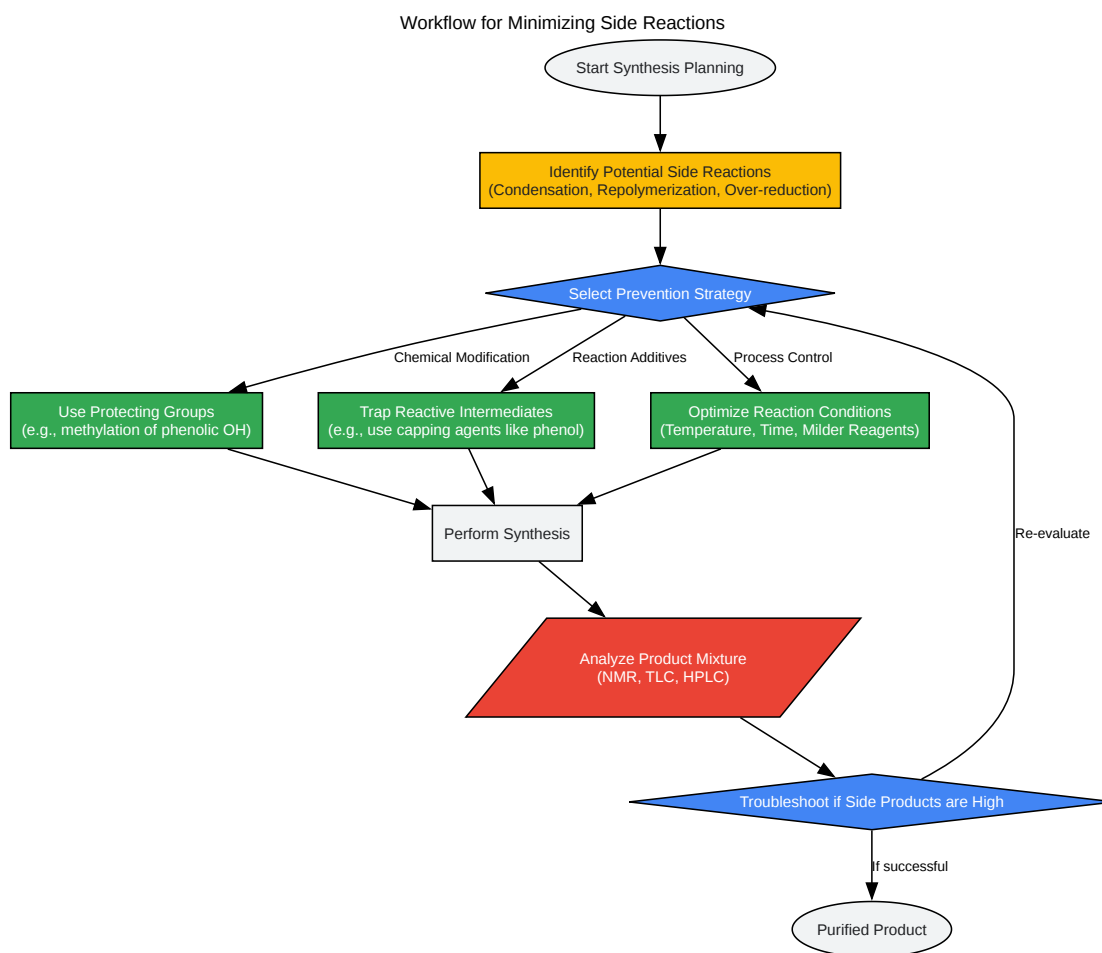 Workflow for Minimizing Side Reactions
Start Synthesis Planning
Identify Potential Side Reactions
(Condensation, Repolymerization, Over-reduction)
Select Prevention Strategy
Chemical Modification
Reaction Additives
Process Control
Use Protecting Groups
(e.g., methylation of phenolic OH)
Trap Reactive Intermediates
(e.g., use capping agents like phenol)
Optimize Reaction Conditions
(Temperature, Time, Milder Reagents)
Perform Synthesis
Re-evaluate
Analyze Product Mixture
(NMR, TLC, HPLC)
Troubleshoot if Side Products are High
If successful
Purified Product